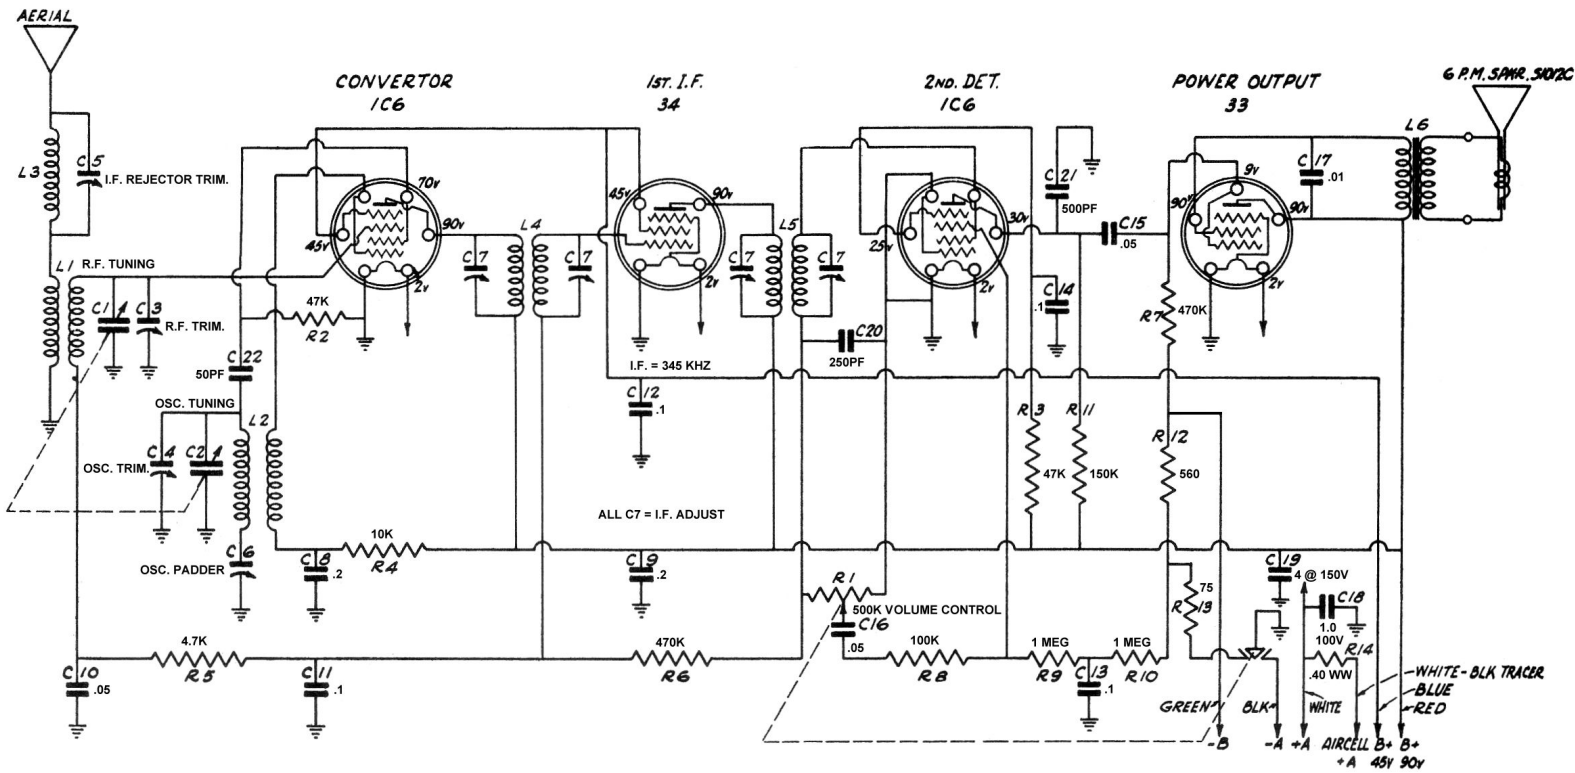 AERIAL
CONVERTOR
1C6
1ST. I.F.
34
2ND. DET.
1C6
POWER OUTPUT
33
6 P.M. SPKR. S10/2C
L6
L3
C5
I.F. REJECTOR TRIM.
70V
45V
90V
2V
45V
90V
2V
25V
30V
2V
C21
500PF
C15
.05
9V
90V
90V
2V
C17
.01
L1
R.F. TUNING
C1
C3
R.F. TRIM.
L4
C7
C7
L5
C7
C7
47K
R2
C14
.1
R7
470K
C22
50PF
I.F. = 345 KHZ
C20
250PF
OSC. TUNING
L2
C12
.1
C4
C2
OSC. TRIM.
R3
47K
R11
150K
R12
560
ALL C7 = I.F. ADJUST
C6
OSC. PADDER
C8
.2
10K
R4
C9
.2
R1
500K VOLUME CONTROL
C16
.05
75
R13
C19
4 @ 150V
C18
1.0
100V
R14
.40 WW
C10
.05
4.7K
R5
C11
.1
470K
R6
100K
R8
1 MEG
R9
C13
.1
1 MEG
R10
WHITE-BLK TRACER
BLUE
RED
GREEN
BLK
WHITE
-B
-A
+A
AIRCELL
+A
B+
45V
B+
90V